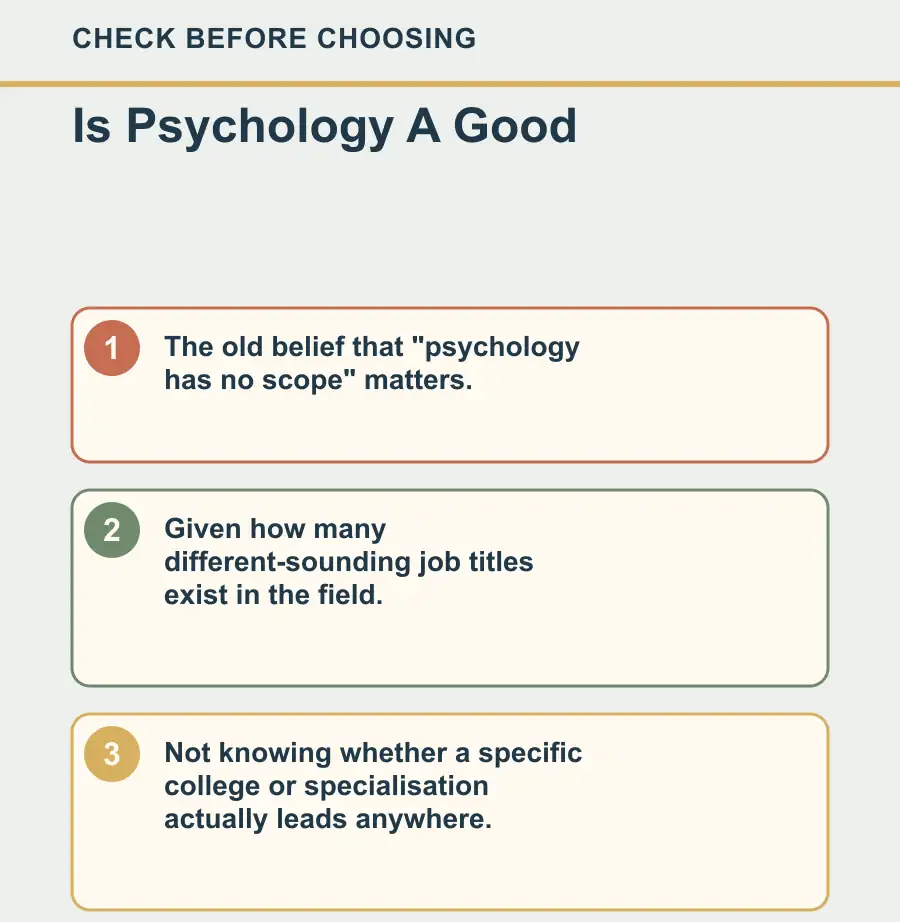 CHECK BEFORE CHOOSING
Is Psychology A Good
1
The old belief that "psychology
has no scope" matters.
2
Given how many
different-sounding job titles
exist in the field.
3
Not knowing whether a specific
college or specialisation
actually leads anywhere.